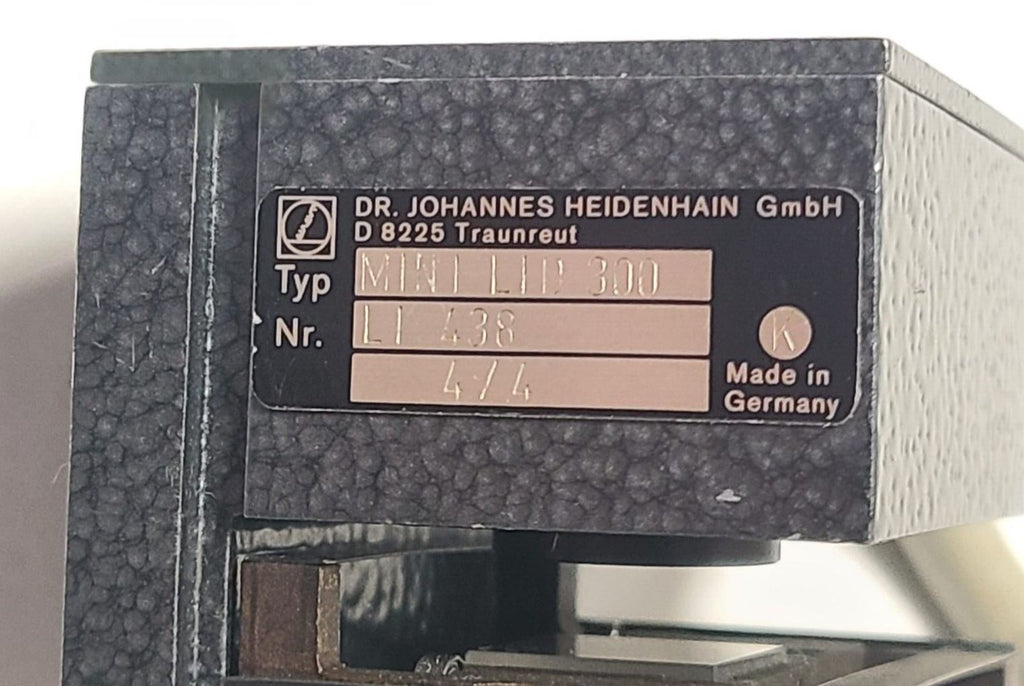 DR. JOHANNES HEIDENHAIN GmbH
D 8225 Traunreut
Typ MINI LID 300
Nr. LI 438
4/4
K
Made in
Germany